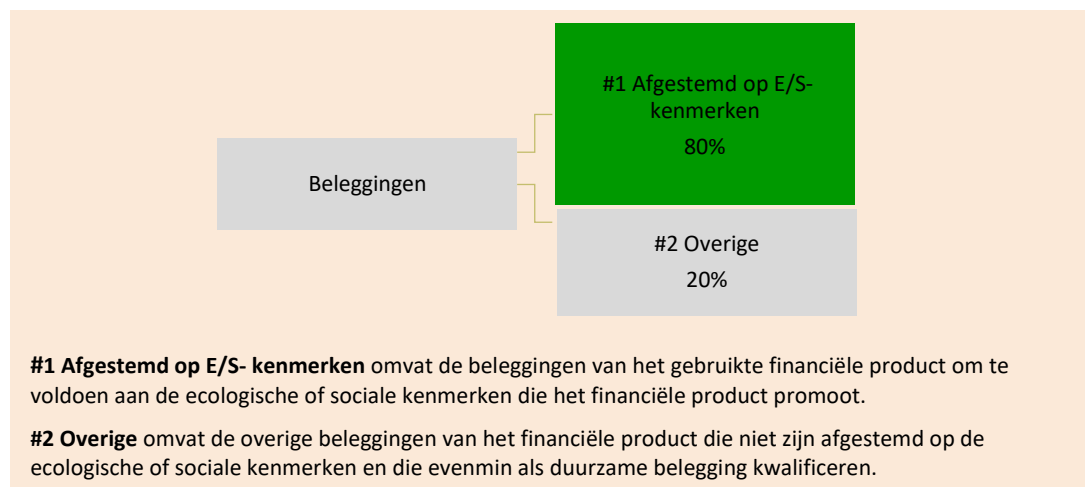 #1 Afgestemd op E/S-
kenmerken
80%
Beleggingen
#2 Overige
20%
#1 Afgestemd op E/S- kenmerken omvat de beleggingen van het gebruikte financiële product om te
voldoen aan de ecologische of sociale kenmerken die het financiële product promoot.
#2 Overige omvat de overige beleggingen van het financiële product die niet zijn afgestemd op de
ecologische of sociale kenmerken en die evenmin als duurzame belegging kwalificeren.